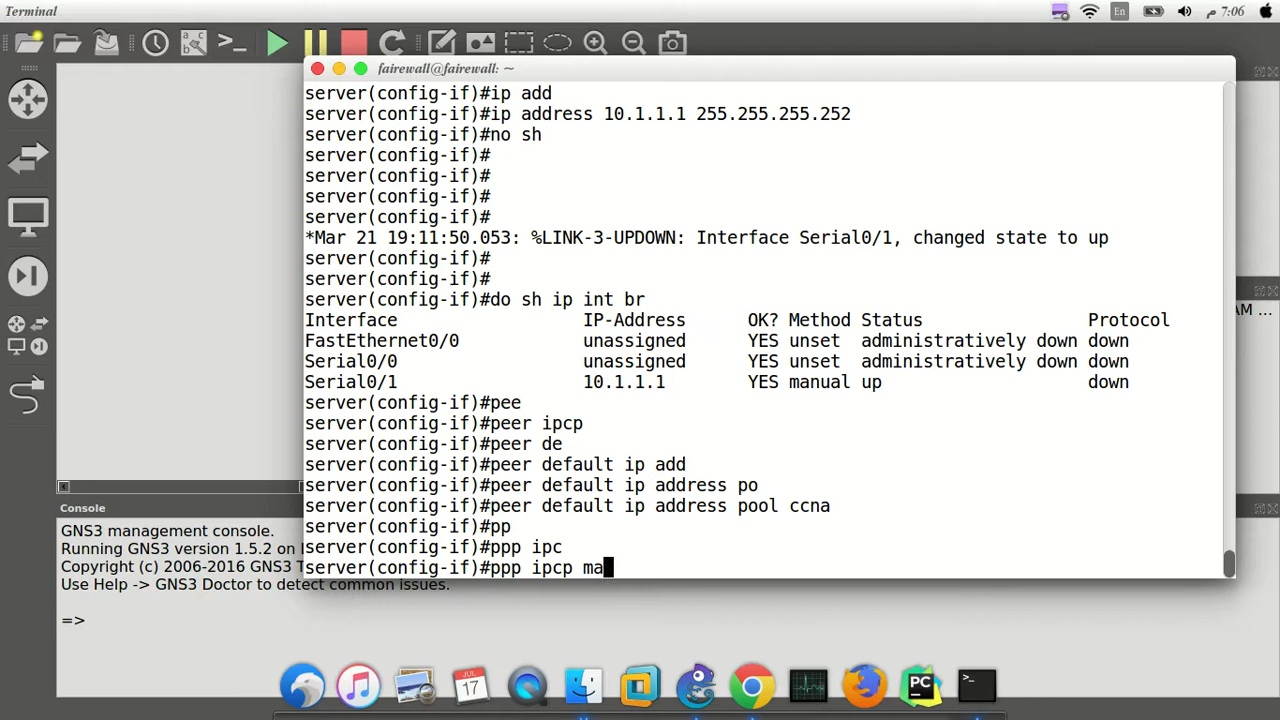 Terminal
En
م 7:06
fairewall@fairewall: ~
server(config-if)#ip add
server(config-if)#ip address 10.1.1.1 255.255.255.252
server(config-if)#no sh
server(config-if)#
server(config-if)#
server(config-if)#
server(config-if)#
*Mar 21 19:11:50.053: %LINK-3-UPDOWN: Interface Serial0/1, changed state to up
server(config-if)#
server(config-if)#
server(config-if)#do sh ip int br
Interface IP-Address OK? Method Status Protocol
FastEthernet0/0 unassigned YES unset administratively down down
Serial0/0 unassigned YES unset administratively down down
Serial0/1 10.1.1.1 YES manual up down
server(config-if)#pee
server(config-if)#peer ipcp
server(config-if)#peer de
server(config-if)#peer default ip add
server(config-if)#peer default ip address po
server(config-if)#peer default ip address pool ccna
server(config-if)#pp
server(config-if)#ppp ipc
server(config-if)#ppp ipcp ma
AM ...
Console
GNS3 management console.
Running GNS3 version 1.5.2 on
Copyright (c) 2006-2016 GNS3
Use Help -> GNS3 Doctor to detect common issues.
=>
JUL
17
PC
>_